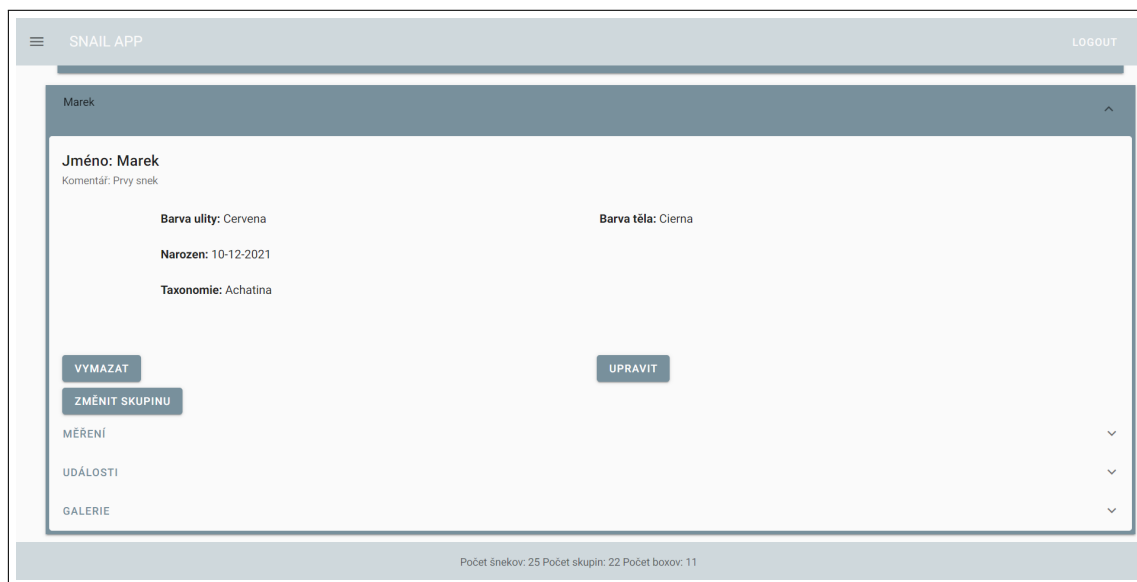 SNAIL APP LOGOUT
Marek
Jméno: Marek
Komentář: Prvy snek
Barva ulity: Cervena Barva těla: Cierna
Narozen: 10-12-2021
Taxonomie: Achatina
VYMAZAT UPRAVIT
ZMĚNIT SKUPINU
MĚŘENÍ
UDÁLOSTI
GALERIE
Počet šnekov: 25 Počet skupin: 22 Počet boxov: 11